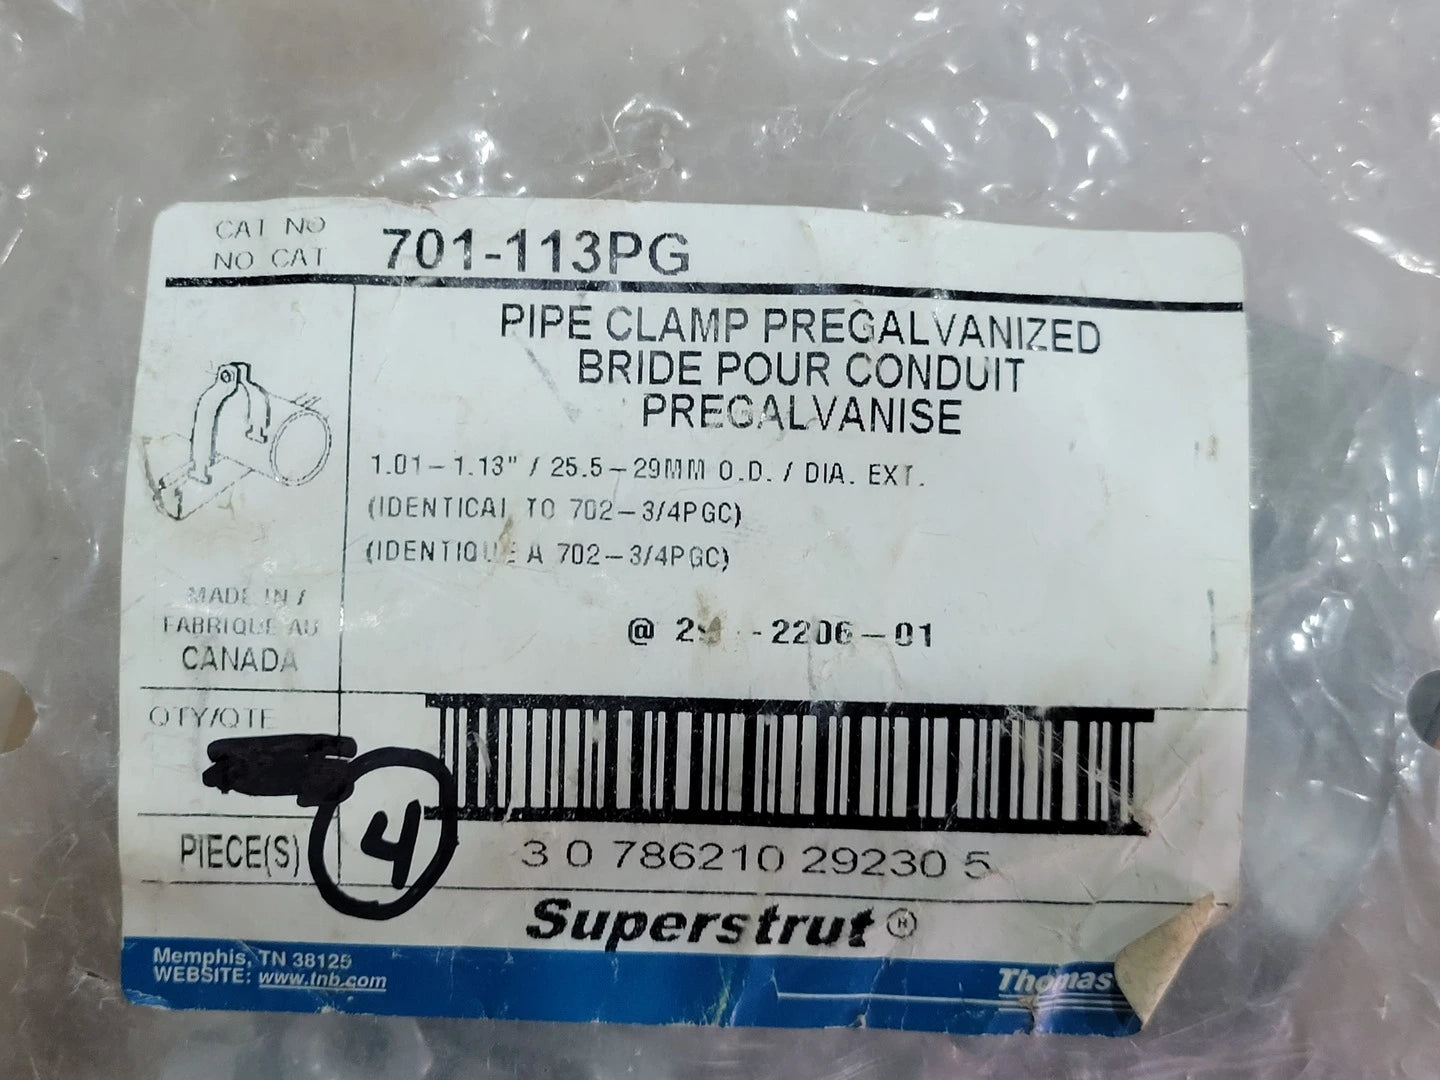 CAT NO
NO CAT
701-113PG
PIPE CLAMP PREGALVANIZED
BRIDE POUR CONDUIT
PREGALVANISE
1.01-1.13" / 25.5-29MM O.D. / DIA. EXT.
(IDENTICAL TO 702-3/4PGC)
(IDENTIQUE A 702-3/4PGC)
MADE IN /
FABRIQUE AU
CANADA
@ -2206-01
QTY/QTE
4
PIECE(S)
3 0 786210 29230 5
Superstrut®
Memphis, TN 38125
WEBSITE: www.tnb.com
Thomas